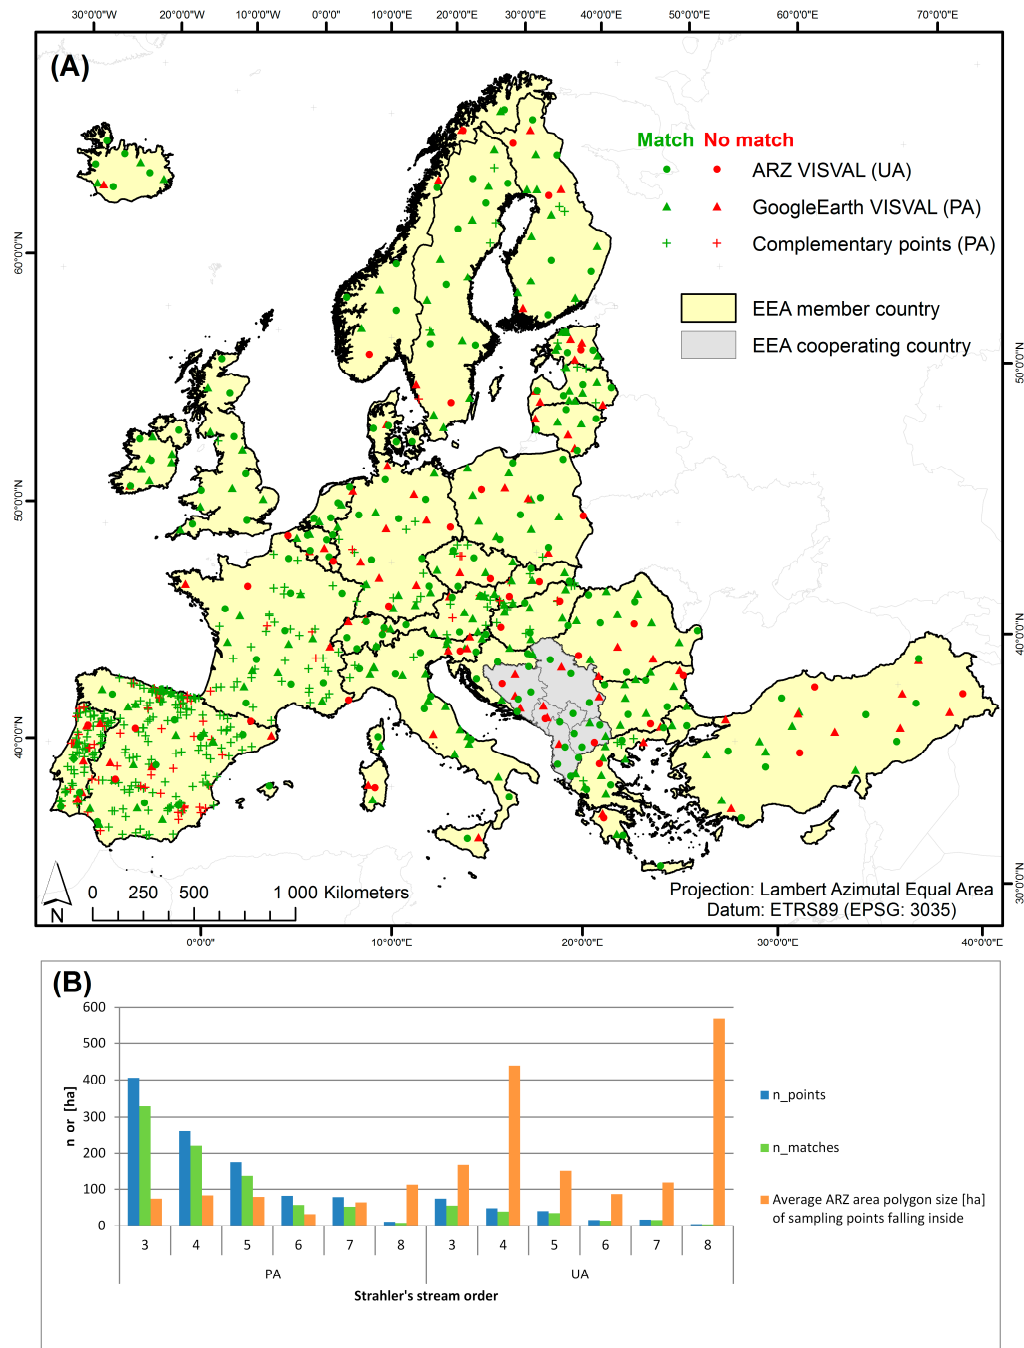 30°0'0"W
20°0'0"W
10°0'0"W
0°0'0"
10°0'0"E
20°0'0"E
30°0'0"E
40°0'0"E
50°0'0"E
60°0'0"E
70°0'0"E
(A)
Match No match
ARZ VISVAL (UA)
GoogleEarth VISVAL (PA)
Complementary points (PA)
EEA member country
EEA cooperating country
60°0'0"N
50°0'0"N
40°0'0"N
50°0'0"N
40°0'0"N
30°0'0"N
N
0 250 500 1 000 Kilometers
Projection: Lambert Azimutal Equal Area
Datum: ETRS89 (EPSG: 3035)
0°0'0"
10°0'0"E
20°0'0"E
30°0'0"E
40°0'0"E
(B)
n or [ha]
600
500
400
300
200
100
0
3 4 5 6 7 8 3 4 5 6 7 8
PA UA
Strahler's stream order
n_points
n_matches
Average ARZ area polygon size [ha]
of sampling points falling inside